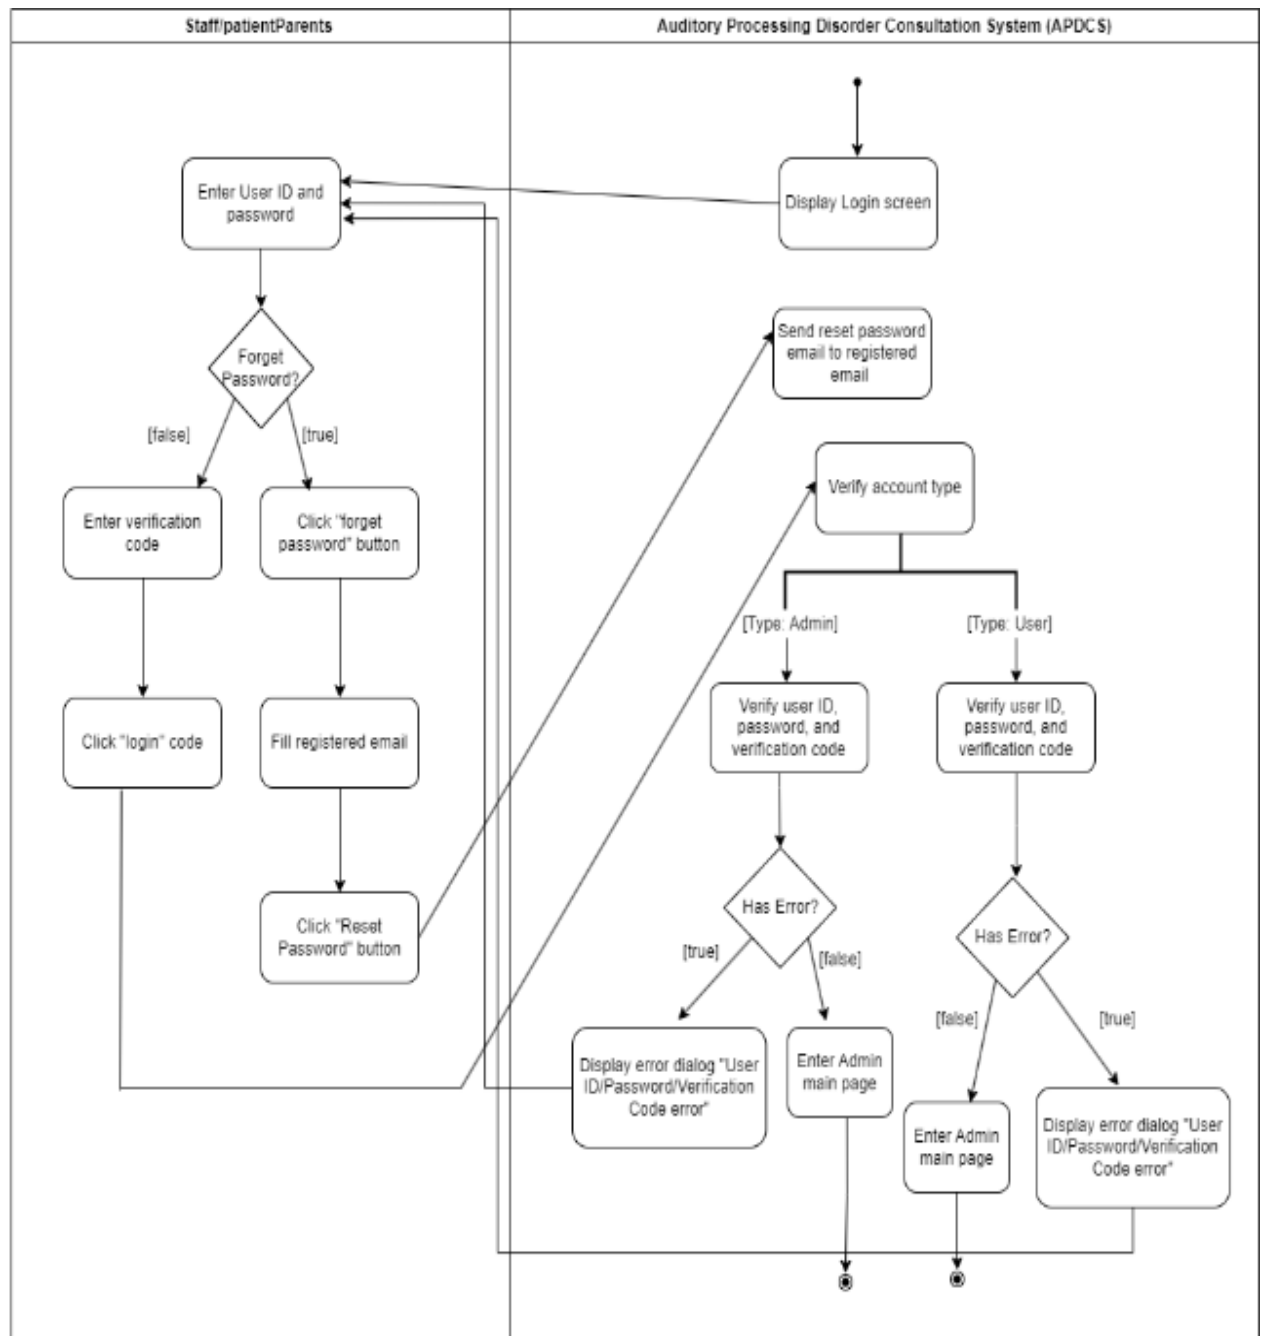 Staff/patientParents
Auditory Processing Disorder Consultation System (APDCS)
Enter User ID and
password
Display Login screen
Forget
Password?
[false]
[true]
Send reset password
email to registered
email
Enter verification
code
Click "forget
password" button
Verify account type
[Type: Admin]
[Type: User]
Click "login" code
Fill registered email
Verify user ID,
password, and
verification code
Verify user ID,
password, and
verification code
Click "Reset
Password" button
Has Error?
[true]
[false]
Has Error?
[false]
[true]
Display error dialog "User
ID/Password/Verification
Code error"
Enter Admin
main page
Enter Admin
main page
Display error dialog "User
ID/Password/Verification
Code error"